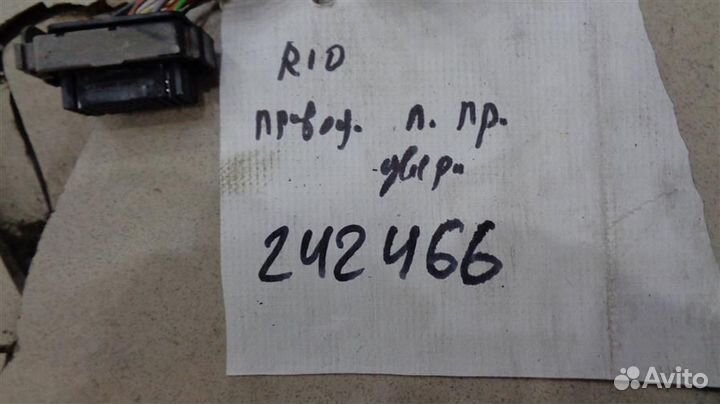 RIO
провод. п. пр.
двери
242466
Avito